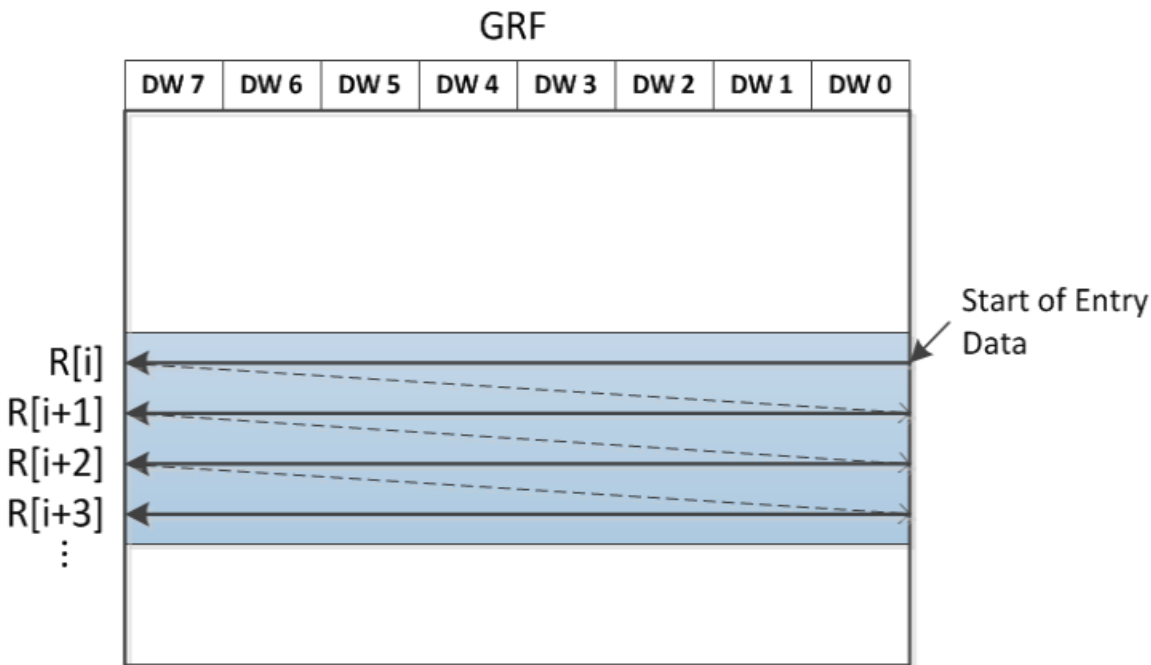 GRF
DW 7 DW 6 DW 5 DW 4 DW 3 DW 2 DW 1 DW 0
Start of Entry
Data
R[i]
R[i+1]
R[i+2]
R[i+3]
⋮